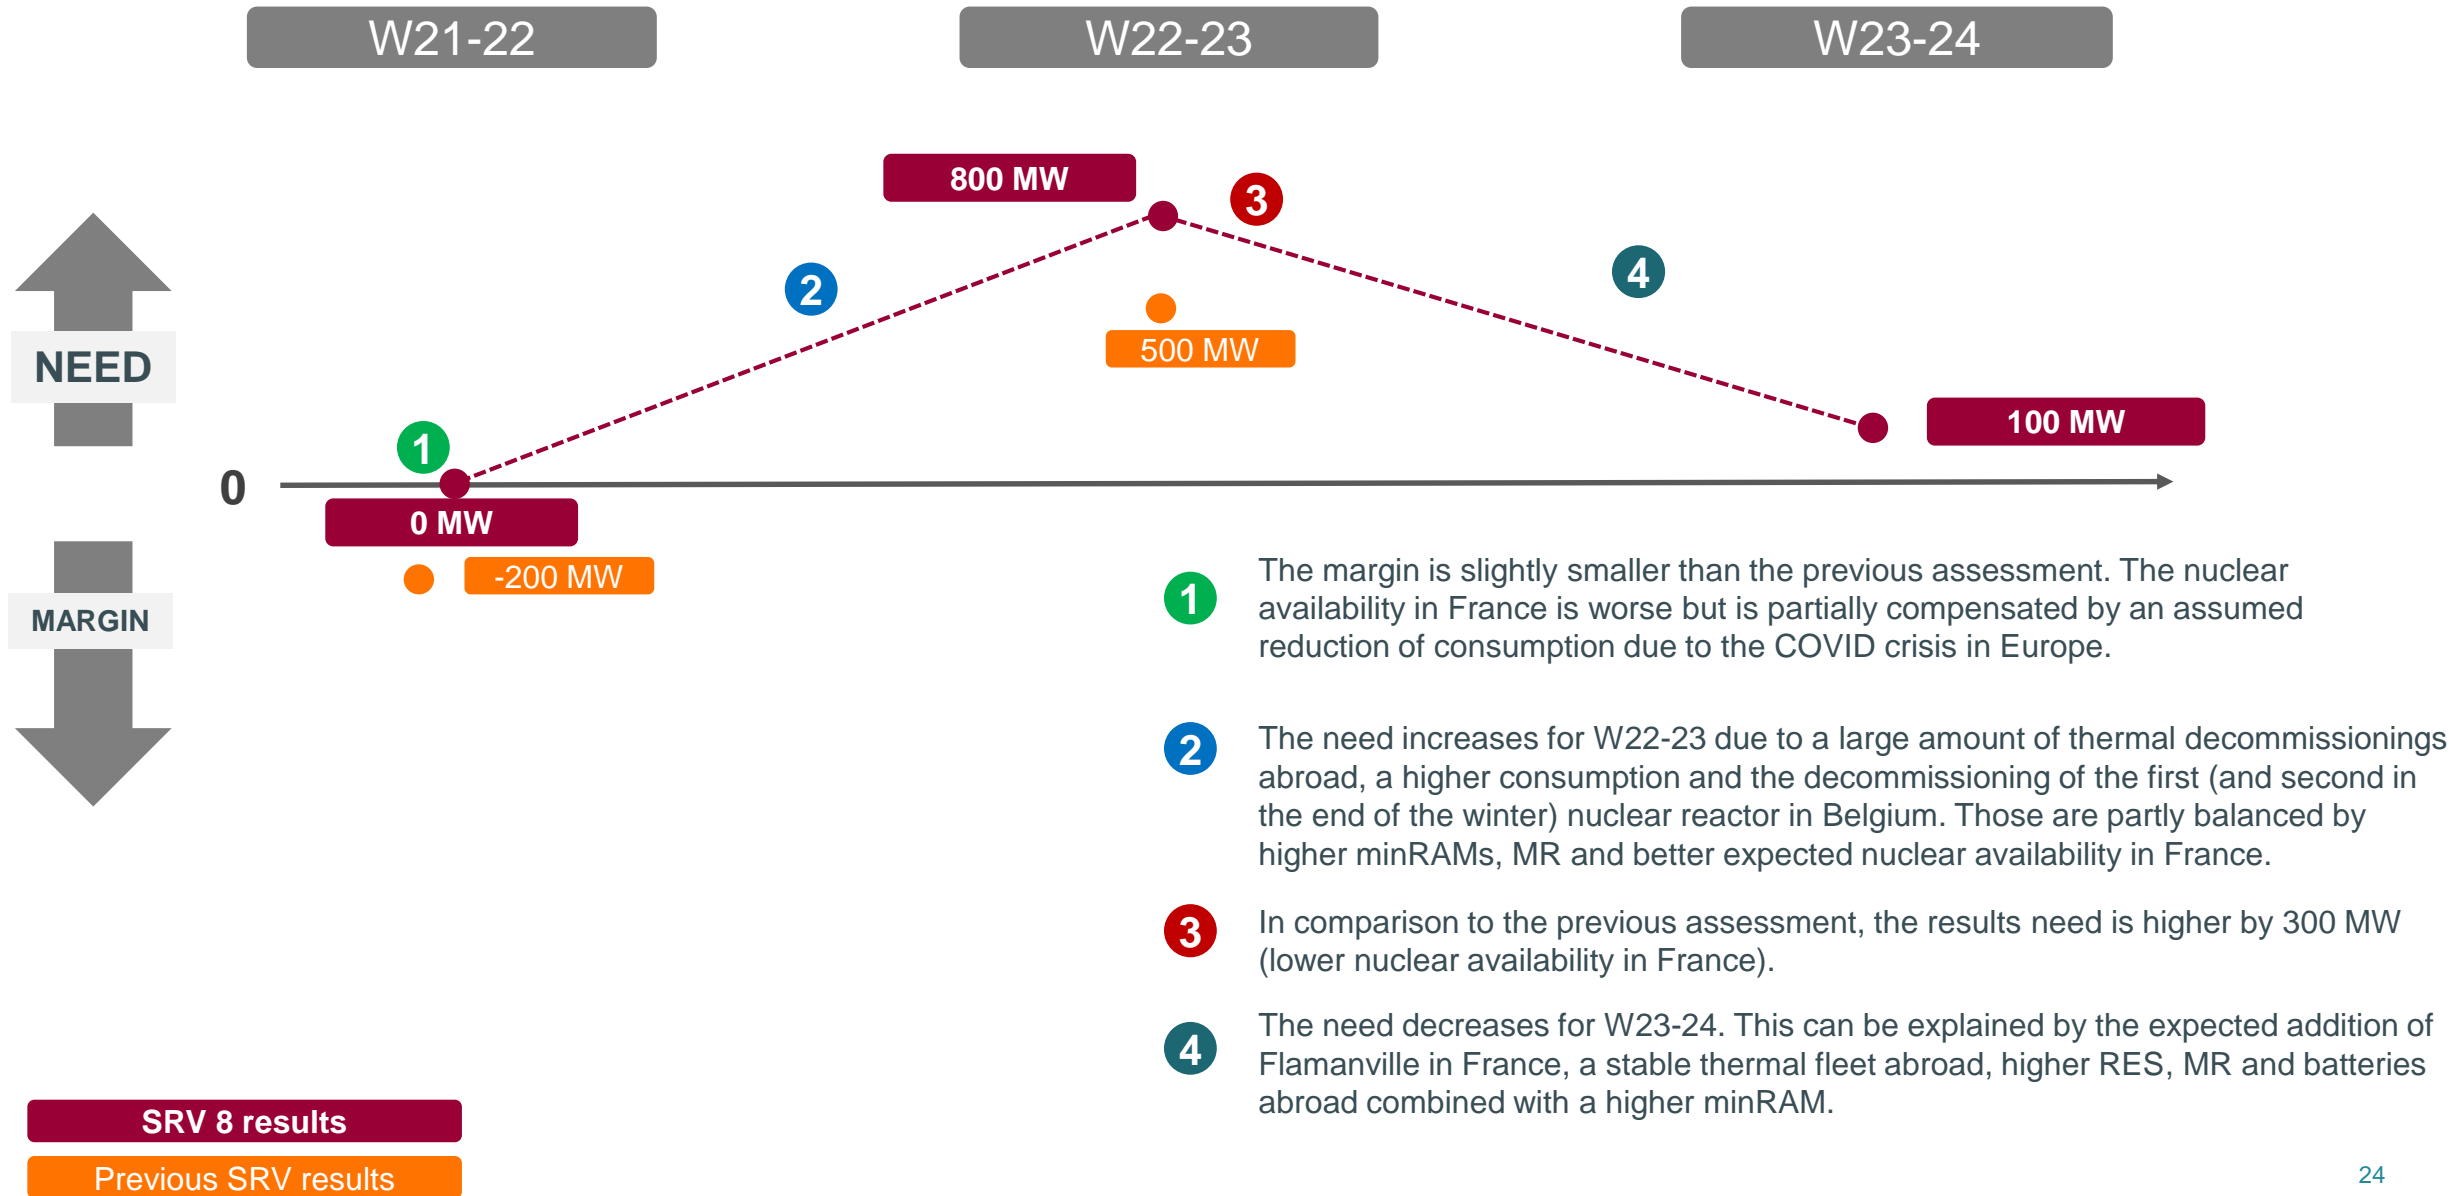 W21-22
W22-23
W23-24
800 MW
3
4
2
500 MW
NEED
100 MW
1
0
0 MW
-200 MW
MARGIN
1
The margin is slightly smaller than the previous assessment. The nuclear
availability in France is worse but is partially compensated by an assumed
reduction of consumption due to the COVID crisis in Europe.
2
The need increases for W22-23 due to a large amount of thermal decommissionings
abroad, a higher consumption and the decommissioning of the first (and second in
the end of the winter) nuclear reactor in Belgium. Those are partly balanced by
higher minRAMs, MR and better expected nuclear availability in France.
3
In comparison to the previous assessment, the results need is higher by 300 MW
(lower nuclear availability in France).
4
The need decreases for W23-24. This can be explained by the expected addition of
Flamanville in France, a stable thermal fleet abroad, higher RES, MR and batteries
abroad combined with a higher minRAM.
SRV 8 results
Previous SRV results
24